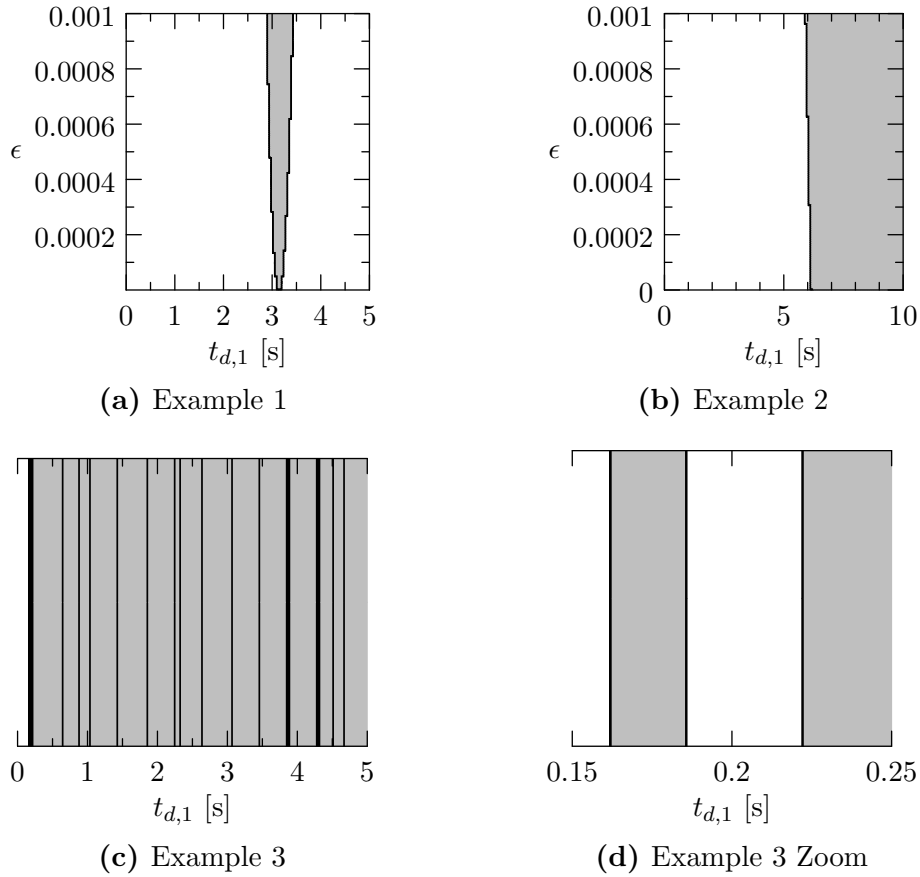 0.001
0.0008
0.0006
ϵ
0.0004
0.0002
0 1 2 3 4 5
t_{d,1} [s]
(a) Example 1
0.001
0.0008
0.0006
ϵ
0.0004
0.0002
0
0 5 10
t_{d,1} [s]
(b) Example 2
0 1 2 3 4 5
t_{d,1} [s]
(c) Example 3
0.15 0.2 0.25
t_{d,1} [s]
(d) Example 3 Zoom